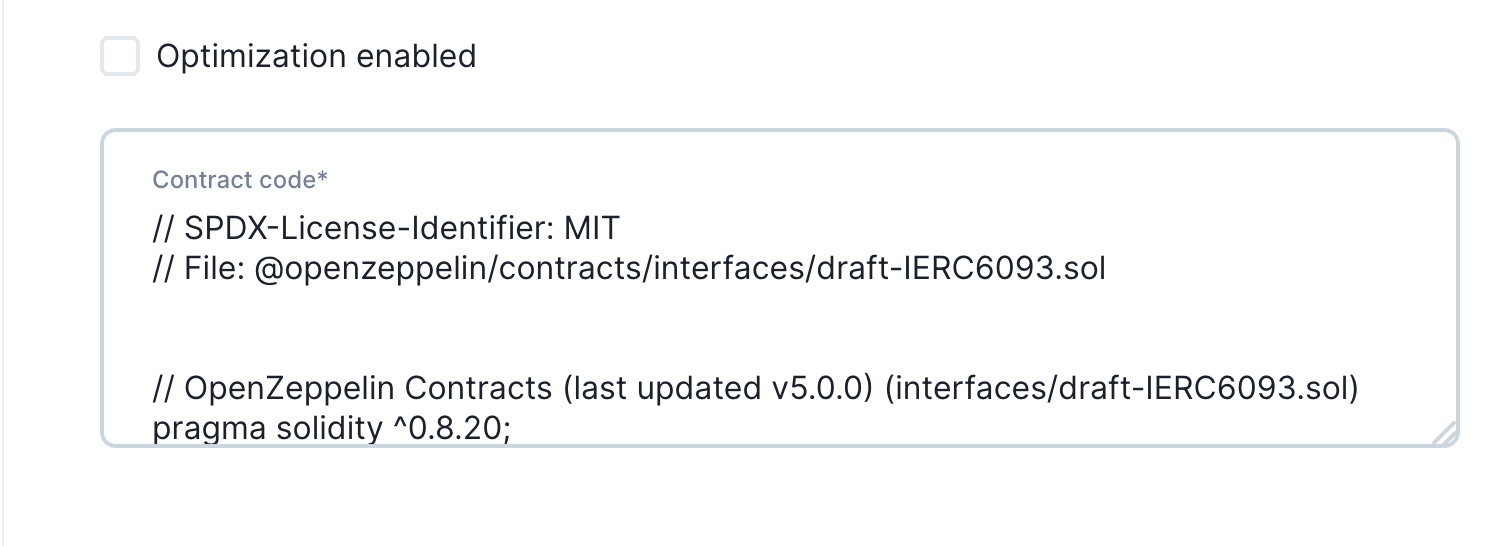 Optimization enabled
Contract code*
// SPDX-License-Identifier: MIT
// File: @openzeppelin/contracts/interfaces/draft-IERC6093.sol
// OpenZeppelin Contracts (last updated v5.0.0) (interfaces/draft-IERC6093.sol)
pragma solidity ^0.8.20;